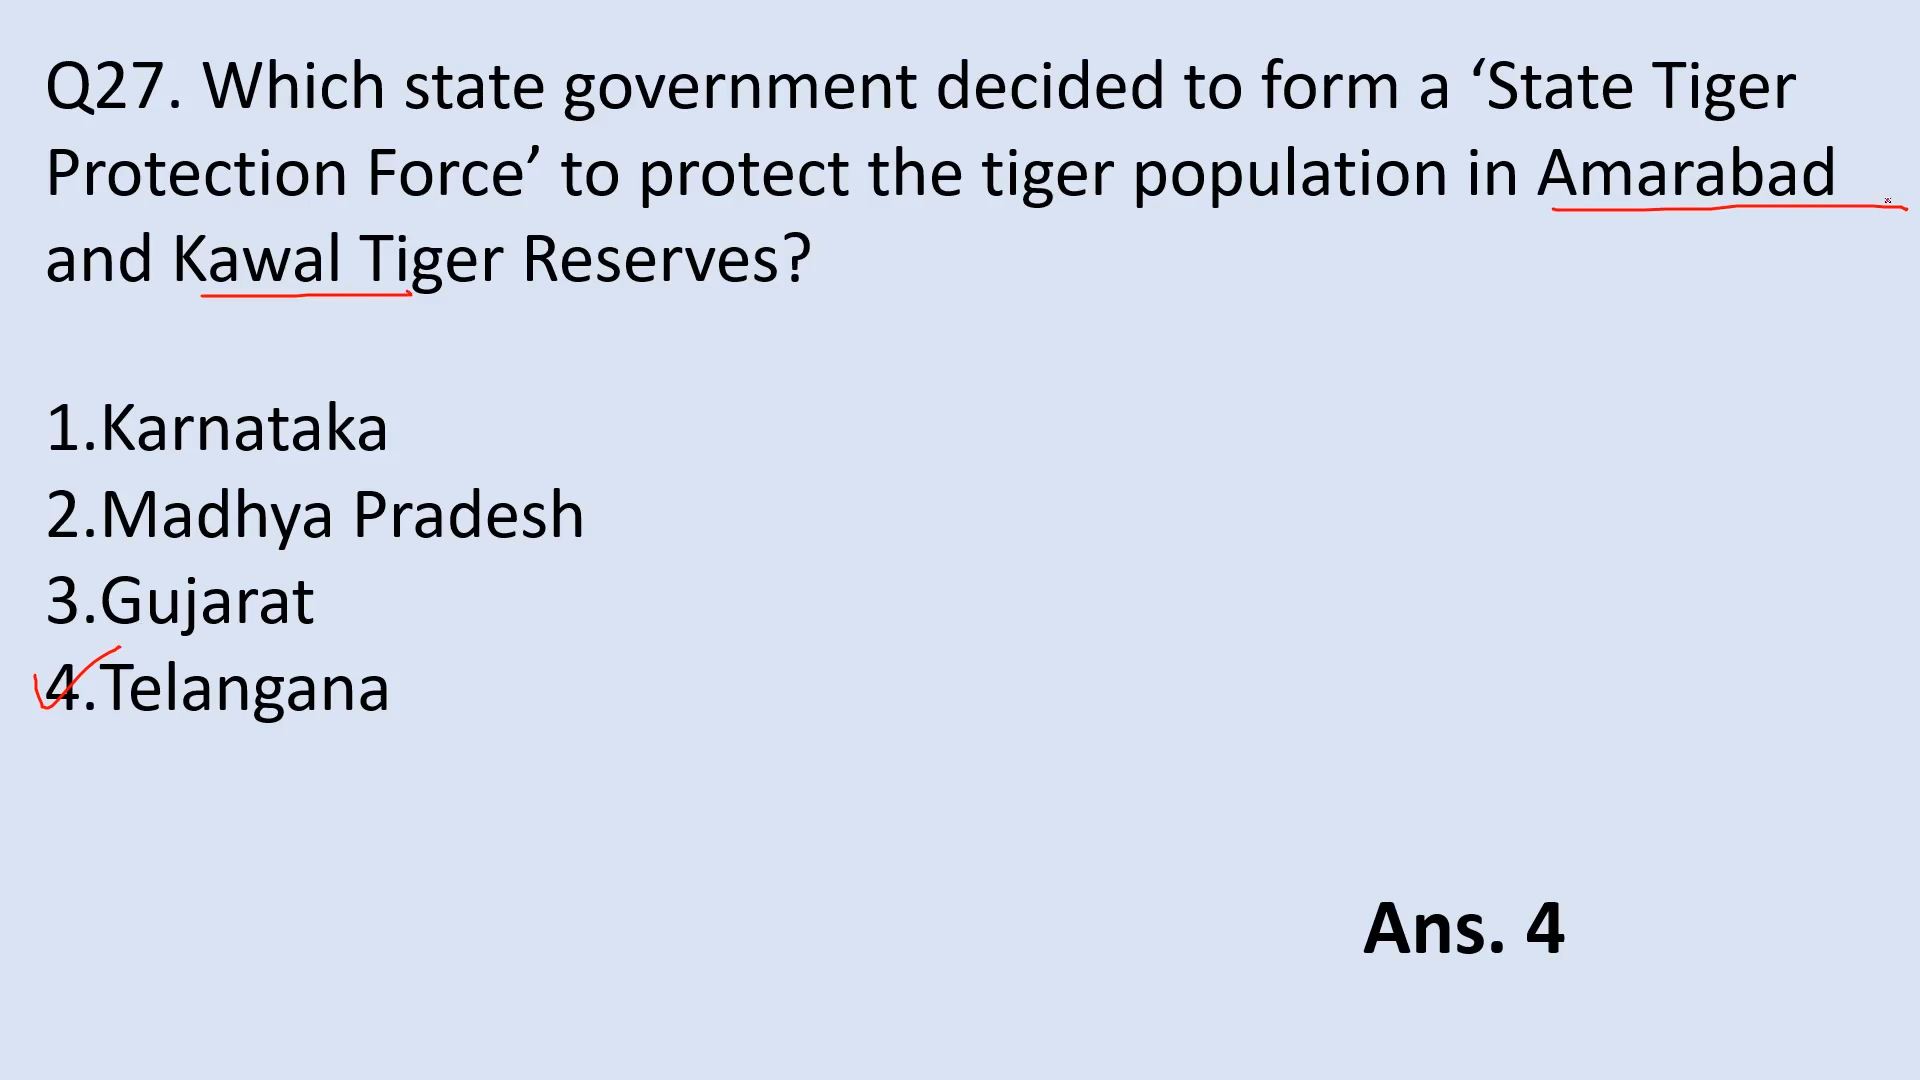 Q27. Which state government decided to form a ‘State Tiger
Protection Force’ to protect the tiger population in Amarabad
and Kawal Tiger Reserves?
1.Karnataka
2.Madhya Pradesh
3.Gujarat
4.Telangana
Ans. 4